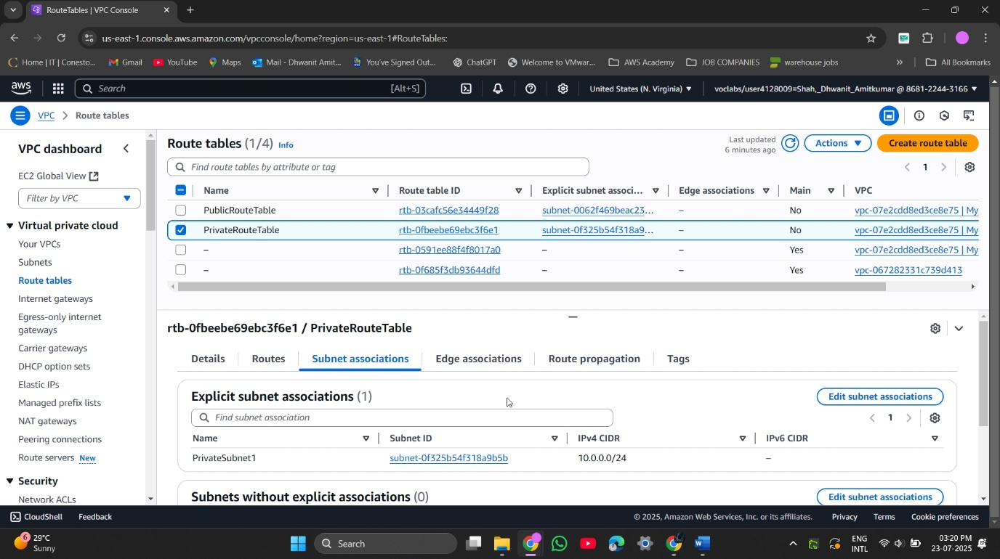 RouteTables | VPC Console
us-east-1.console.aws.amazon.com/vpcconsole/home?region=us-east-1#RouteTables:
Home | IT | Conesto...
Gmail
YouTube
Maps
Mail - Dhwanit Amit...
You've Signed Out...
ChatGPT
Welcome to VMwar...
AWS Academy
JOB COMPANIES
warehouse jobs
»
All Bookmarks
aws
Search
[Alt+S]
United States (N. Virginia)
voclabs/user4128009=Shah,_Dhwanit_Amitkumar @ 8681-2244-3166
VPC
Route tables
VPC dashboard
EC2 Global View
Filter by VPC
Virtual private cloud
Your VPCs
Subnets
Route tables
Internet gateways
Egress-only internet
gateways
Carrier gateways
DHCP option sets
Elastic IPs
Managed prefix lists
NAT gateways
Peering connections
Route servers New
Security
Network ACLs
Route tables (1/4) Info
Last updated
6 minutes ago
Actions
Create route table
Find route tables by attribute or tag
1
Name Route table ID Explicit subnet associ... Edge associations Main VPC
PublicRouteTable rtb-03cafc56e34449f28 subnet-0062f469beac23... – No vpc-07e2cdd8ed3ce8e75 | My
PrivateRouteTable rtb-0fbeebe69ebc3f6e1 subnet-0f325b54f318a9... – No vpc-07e2cdd8ed3ce8e75 | My
– rtb-0591ee88f4f8017a0 – – Yes vpc-07e2cdd8ed3ce8e75 | My
– rtb-0f685f3db93644dfd – – Yes vpc-067282331c739d413
rtb-0fbeebe69ebc3f6e1 / PrivateRouteTable
Details Routes Subnet associations Edge associations Route propagation Tags
Explicit subnet associations (1)
Edit subnet associations
Find subnet association
1
Name Subnet ID IPv4 CIDR IPv6 CIDR
PrivateSubnet1 subnet-0f325b54f318a9b5b 10.0.0.0/24 –
Subnets without explicit associations (0)
Edit subnet associations
CloudShell
Feedback
© 2025, Amazon Web Services, Inc. or its affiliates.
Privacy
Terms
Cookie preferences
6
29°C
Sunny
Search
ENG
INTL
03:20 PM
23-07-2025